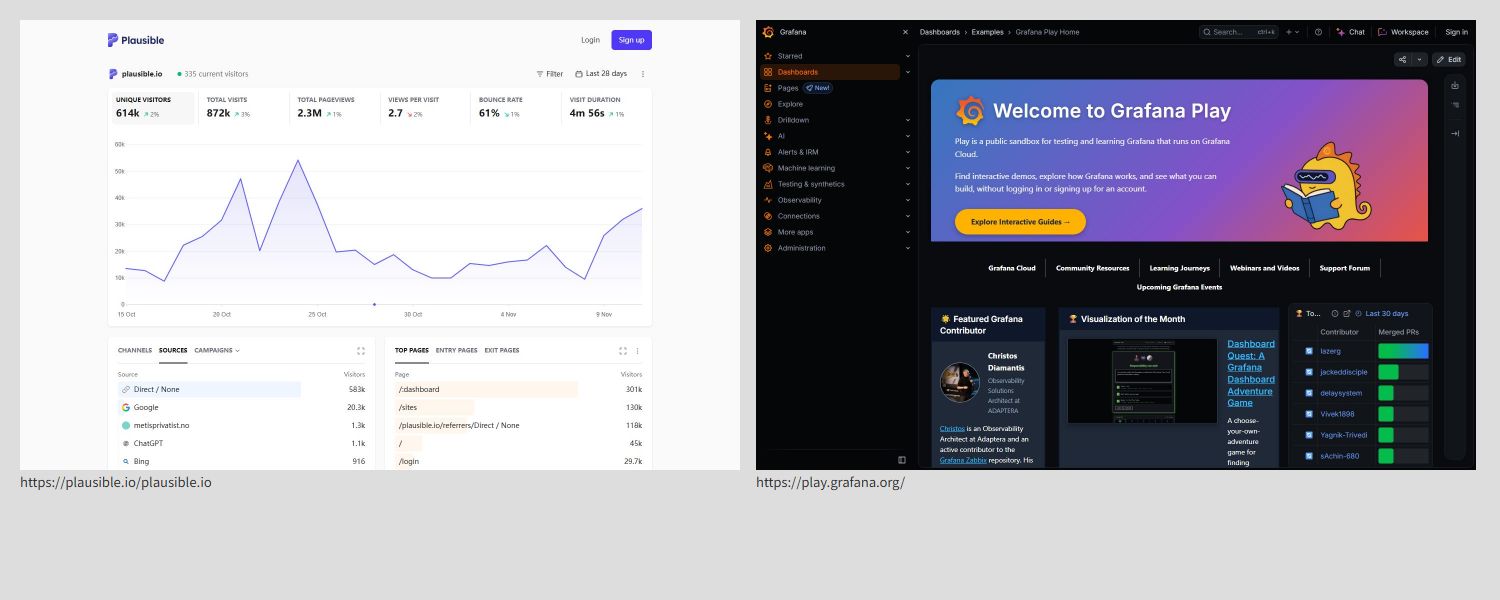 Plausible
Login
Sign up
plausible.io
335 current visitors
Filter
Last 28 days
UNIQUE VISITORS
614k ↗ 2%
TOTAL VISITS
872k ↗ 3%
TOTAL PAGEVIEWS
2.3M ↗ 1%
VIEWS PER VISIT
2.7 ↘ 2%
BOUNCE RATE
61% ↘ 1%
VISIT DURATION
4m 56s ↗ 1%
60k
50k
40k
30k
20k
10k
0
15 Oct 20 Oct 25 Oct 30 Oct 4 Nov 9 Nov
CHANNELS SOURCES CAMPAIGNS
Source Visitors
Direct / None 583k
Google 20.3k
metisprivatist.no 1.3k
ChatGPT 1.1k
Bing 916
TOP PAGES ENTRY PAGES EXIT PAGES
Page Visitors
/:dashboard 301k
/sites 130k
/plausible.io/referrers/Direct / None 118k
/ 45k
/login 29.7k
https://plausible.io/plausible.io
Grafana
Dashboards › Examples › Grafana Play Home
Search... ctrl+k
Chat
Workspace
Sign in
Starred
Dashboards
Pages New!
Explore
Drilldown
AI
Alerts & IRM
Machine learning
Testing & synthetics
Observability
Connections
More apps
Administration
Edit
Welcome to Grafana Play
Play is a public sandbox for testing and learning Grafana that runs on Grafana
Cloud.
Find interactive demos, explore how Grafana works, and see what you can
build, without logging in or signing up for an account.
Explore Interactive Guides →
Grafana Cloud
Community Resources
Learning Journeys
Webinars and Videos
Support Forum
Upcoming Grafana Events
Featured Grafana
Contributor
Christos
Diamantis
Observability
Solutions
Architect at
ADAPTERA
Christos is an Observability
Architect at Adaptera and an
active contributor to the
Grafana Zabbix repository. His
Visualization of the Month
Dashboard
Quest: A
Grafana
Dashboard
Adventure
Game
A choose-
your-own-
adventure
game for
finding
To... Last 30 days
Contributor Merged PRs
lazerg
jackeddisciple
delaysystem
Vivek1898
Yagnik-Trivedi
sAchin-680
https://play.grafana.org/